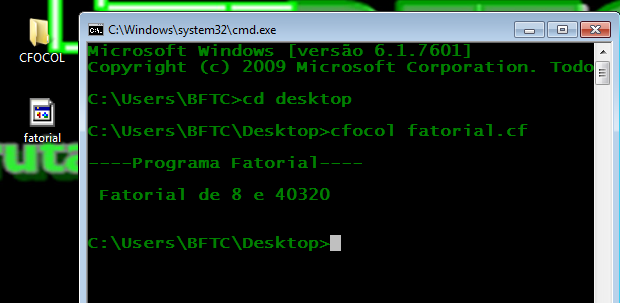 C:\Windows\system32\cmd.exe
Microsoft Windows [versão 6.1.7601]
Copyright (c) 2009 Microsoft Corporation. Todo
C:\Users\BFTC>cd desktop
C:\Users\BFTC\Desktop>cfocol fatorial.cf
----Programa Fatorial----
Fatorial de 8 e 40320
C:\Users\BFTC\Desktop>
CFOCOL
fatorial